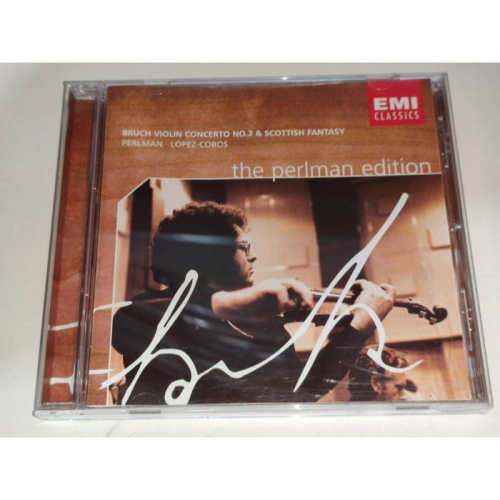 EMI
CLASSICS
BRUCH VIOLIN CONCERTO NO.2 & SCOTTISH FANTASY
PERLMAN · LÓPEZ-COBOS
the perlman edition